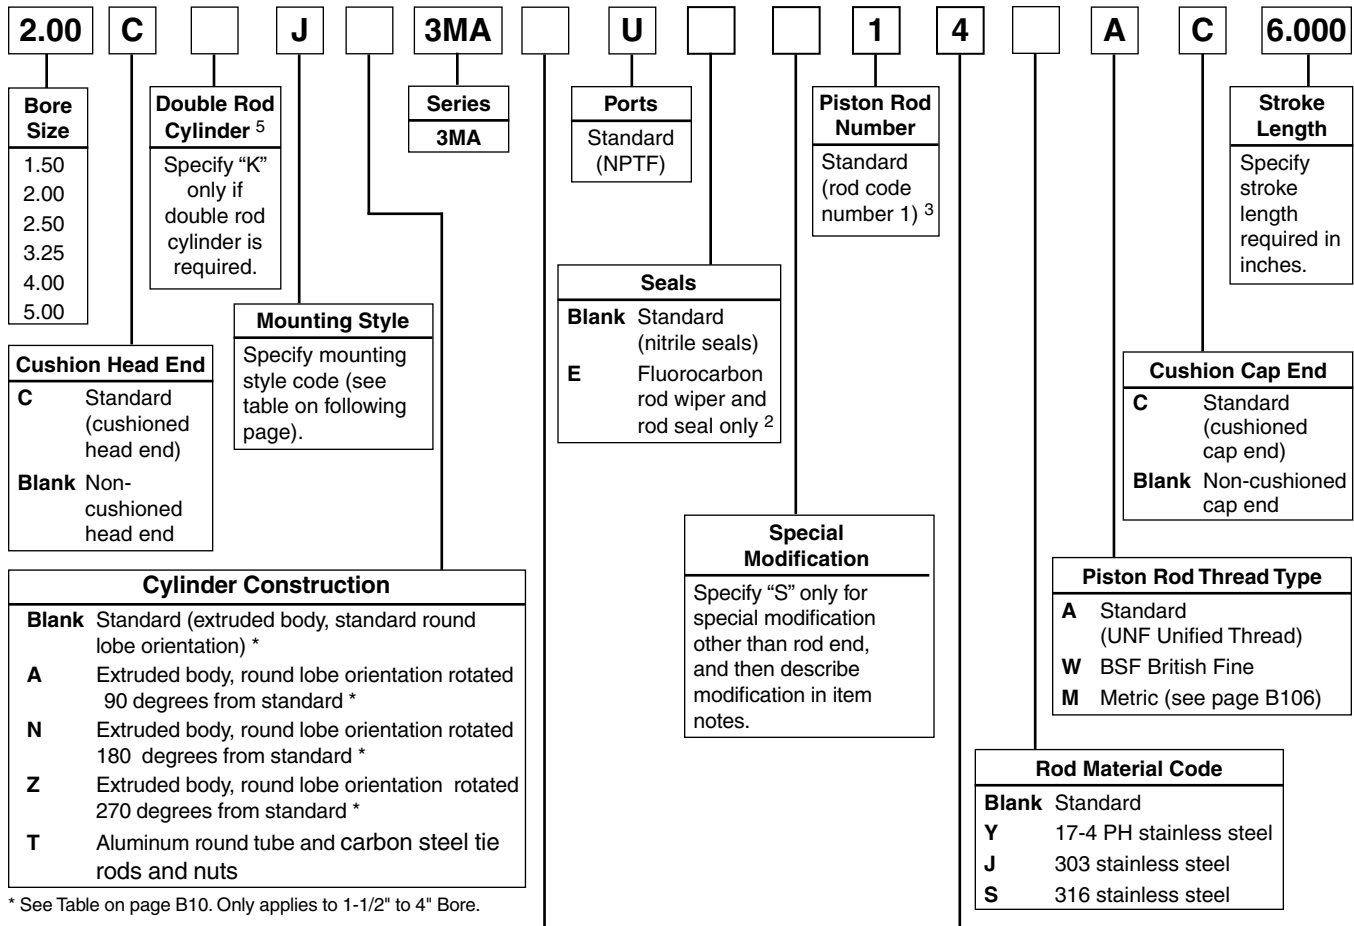 2.00 C J 3MA U 1 4 A C 6.000
Bore
Size
1.50
2.00
2.50
3.25
4.00
5.00
Double Rod
Cylinder 5
Specify “K”
only if
double rod
cylinder is
required.
Series
3MA
Ports
Standard
(NPTF)
Piston Rod
Number
Standard
(rod code
number 1) 3
Stroke
Length
Specify
stroke
length
required in
inches.
Mounting Style
Specify mounting
style code (see
table on following
page).
Seals
Blank Standard
(nitrile seals)
E Fluorocarbon
rod wiper and
rod seal only 2
Cushion Head End
C Standard
(cushioned
head end)
Blank Non-
cushioned
head end
Cushion Cap End
C Standard
(cushioned
cap end)
Blank Non-cushioned
cap end
Special
Modification
Specify “S” only for
special modification
other than rod end,
and then describe
modification in item
notes.
Cylinder Construction
Blank Standard (extruded body, standard round
lobe orientation) *
A Extruded body, round lobe orientation rotated
90 degrees from standard *
N Extruded body, round lobe orientation rotated
180 degrees from standard *
Z Extruded body, round lobe orientation rotated
270 degrees from standard *
T Aluminum round tube and carbon steel tie
rods and nuts
Piston Rod Thread Type
A Standard
(UNF Unified Thread)
W BSF British Fine
M Metric (see page B106)
Rod Material Code
Blank Standard
Y 17-4 PH stainless steel
J 303 stainless steel
S 316 stainless steel
* See Table on page B10. Only applies to 1-1/2" to 4" Bore.